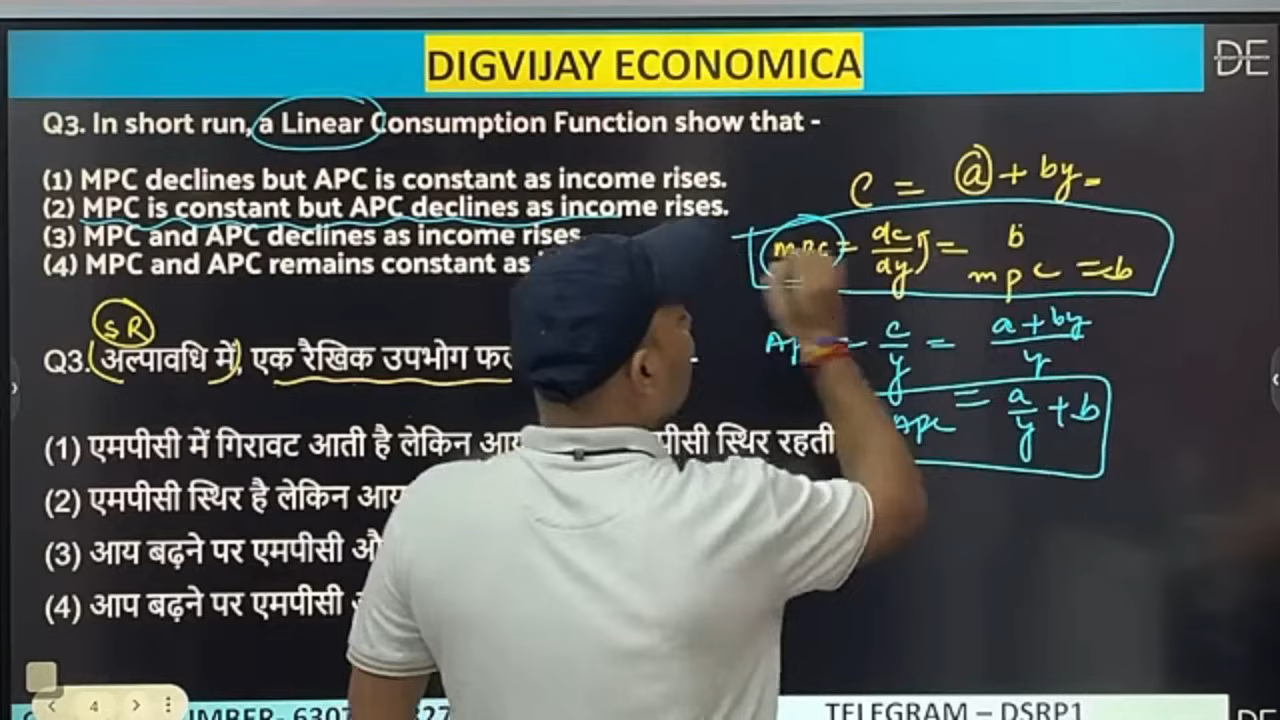 DIGVIJAY ECONOMICA
DE
Q3. In short run, a Linear Consumption Function show that -
(1) MPC declines but APC is constant as income rises.
(2) MPC is constant but APC declines as income rises.
(3) MPC and APC declines as income rises
(4) MPC and APC remains constant as
C = a + by
mpc = dc/dy = b
mpc = b
c/y = a + by/y
Apc = a/y + b
SR
Q3. अल्पावधि में, एक रैखिक उपभोग
(1) एमपीसी में गिरावट आती है लेकिन स्थिर रहती
(2) एमपीसी स्थिर है लेकिन
(3) आय बढ़ने पर एमपीसी
(4) आप बढ़ने पर एमपीसी
4
TELEGRAM – DSRP1